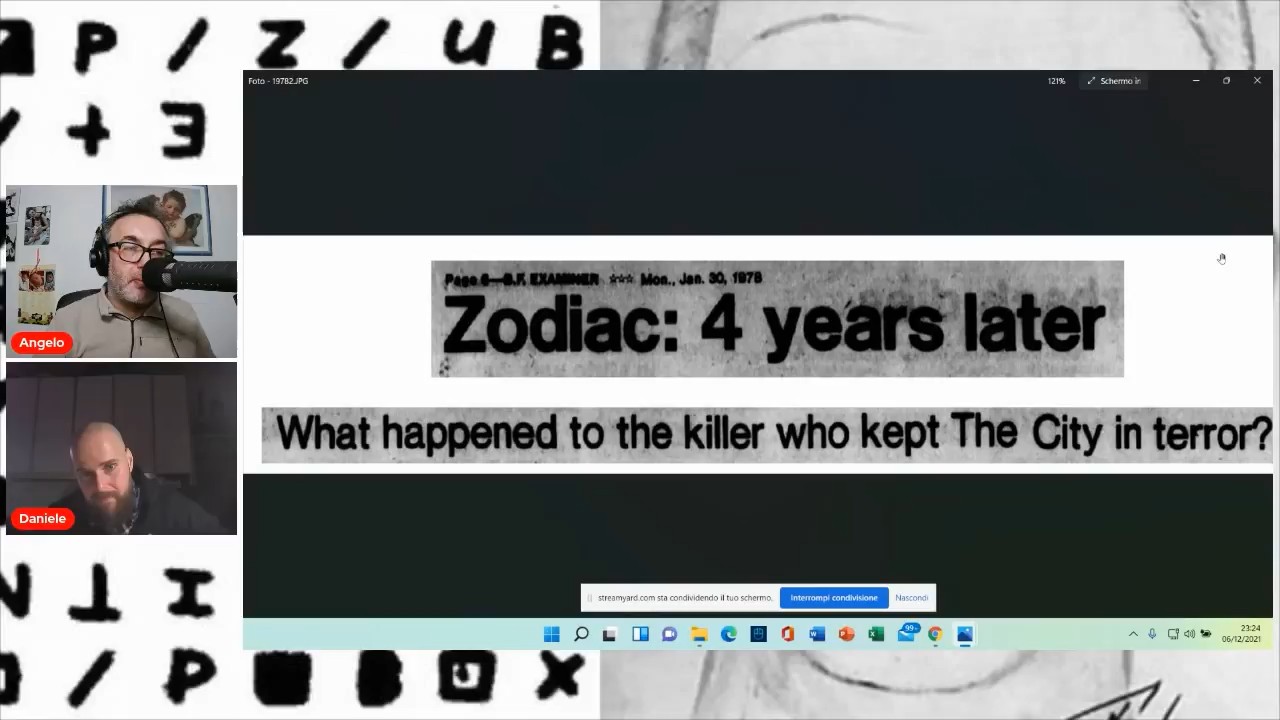 P / Z / U B
+ 3
Foto - 19782.JPG
121%
Schermo in
Page 6—S.F. EXAMINER ☆☆☆ Mon., Jan. 30, 1978
Zodiac: 4 years later
What happened to the killer who kept The City in terror?
Angelo
Daniele
streamyard.com sta condividendo il tuo schermo.
Interrompi condivisione
Nascondi
99+
23:24
06/12/2021